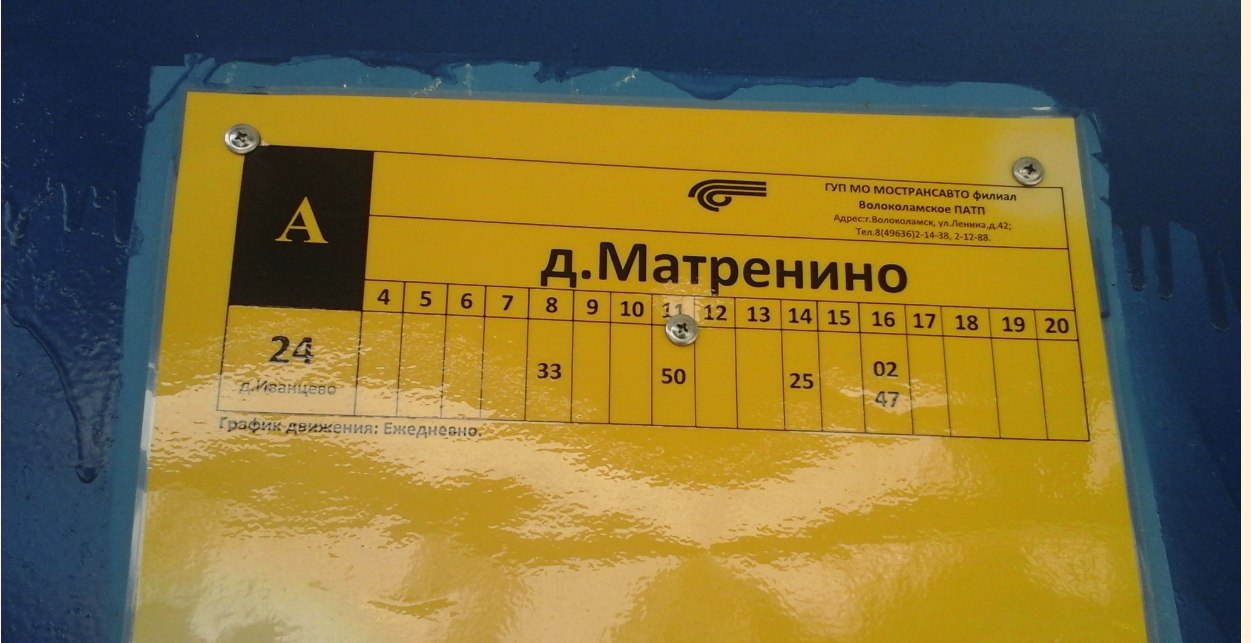 А
ГУП МО МОСТРАНСАВТО филиал
Волоколамское ПАТП
Адрес:г.Волоколамск, ул.Ленина,д.42;
Тел.8(49636)2-14-38, 2-12-88.
д.Матренино
4 5 6 7 8 9 10 11 12 13 14 15 16 17 18 19 20
24
д.Иванцево
33 50 25 02
47
График движения: Ежедневно.